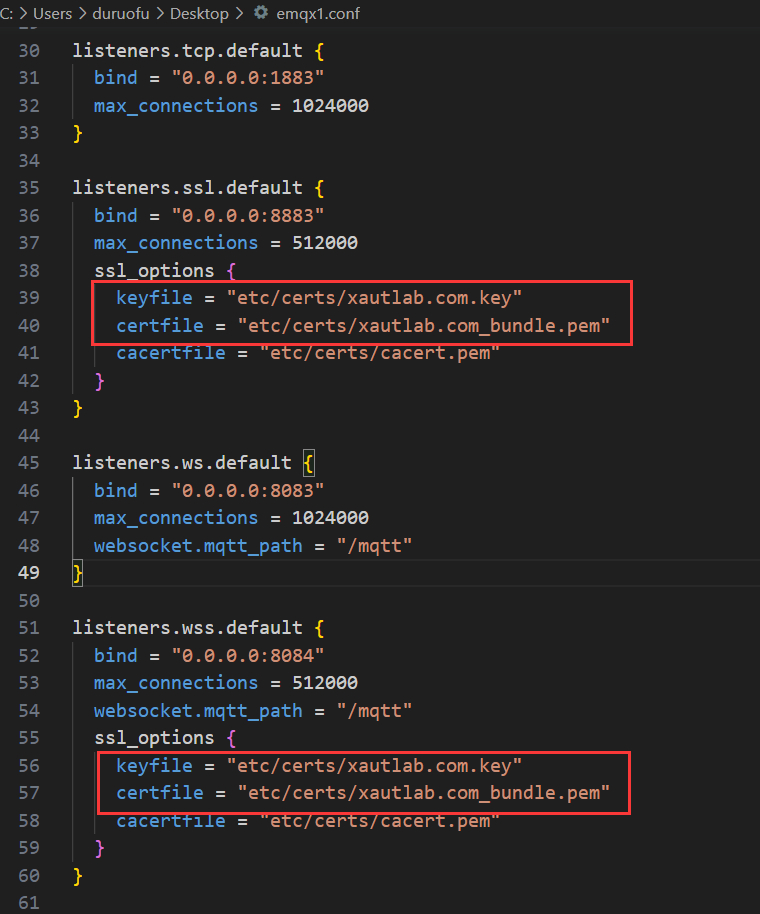 C: > Users > duruofu > Desktop > emqx1.conf
30 listeners.tcp.default {
31 bind = "0.0.0.0:1883"
32 max_connections = 1024000
33 }
34
35 listeners.ssl.default {
36 bind = "0.0.0.0:8883"
37 max_connections = 512000
38 ssl_options {
39 keyfile = "etc/certs/xautlab.com.key"
40 certfile = "etc/certs/xautlab.com_bundle.pem"
41 cacertfile = "etc/certs/cacert.pem"
42 }
43 }
44
45 listeners.ws.default {
46 bind = "0.0.0.0:8083"
47 max_connections = 1024000
48 websocket.mqtt_path = "/mqtt"
49 }
50
51 listeners.wss.default {
52 bind = "0.0.0.0:8084"
53 max_connections = 512000
54 websocket.mqtt_path = "/mqtt"
55 ssl_options {
56 keyfile = "etc/certs/xautlab.com.key"
57 certfile = "etc/certs/xautlab.com_bundle.pem"
58 cacertfile = "etc/certs/cacert.pem"
59 }
60 }
61